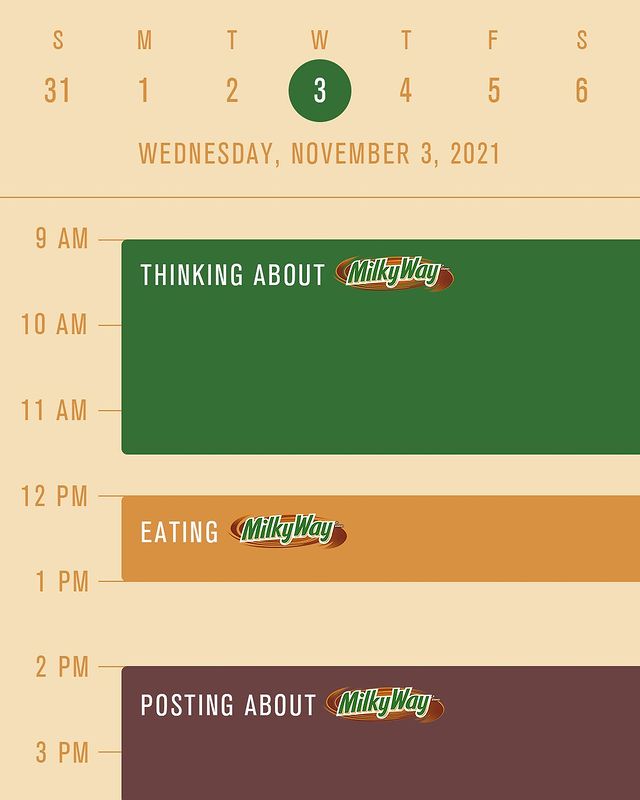 S M T W T F S
31 1 2 3 4 5 6
WEDNESDAY, NOVEMBER 3, 2021
9 AM
THINKING ABOUT MilkyWay
10 AM
11 AM
12 PM
EATING MilkyWay
1 PM
2 PM
POSTING ABOUT MilkyWay
3 PM